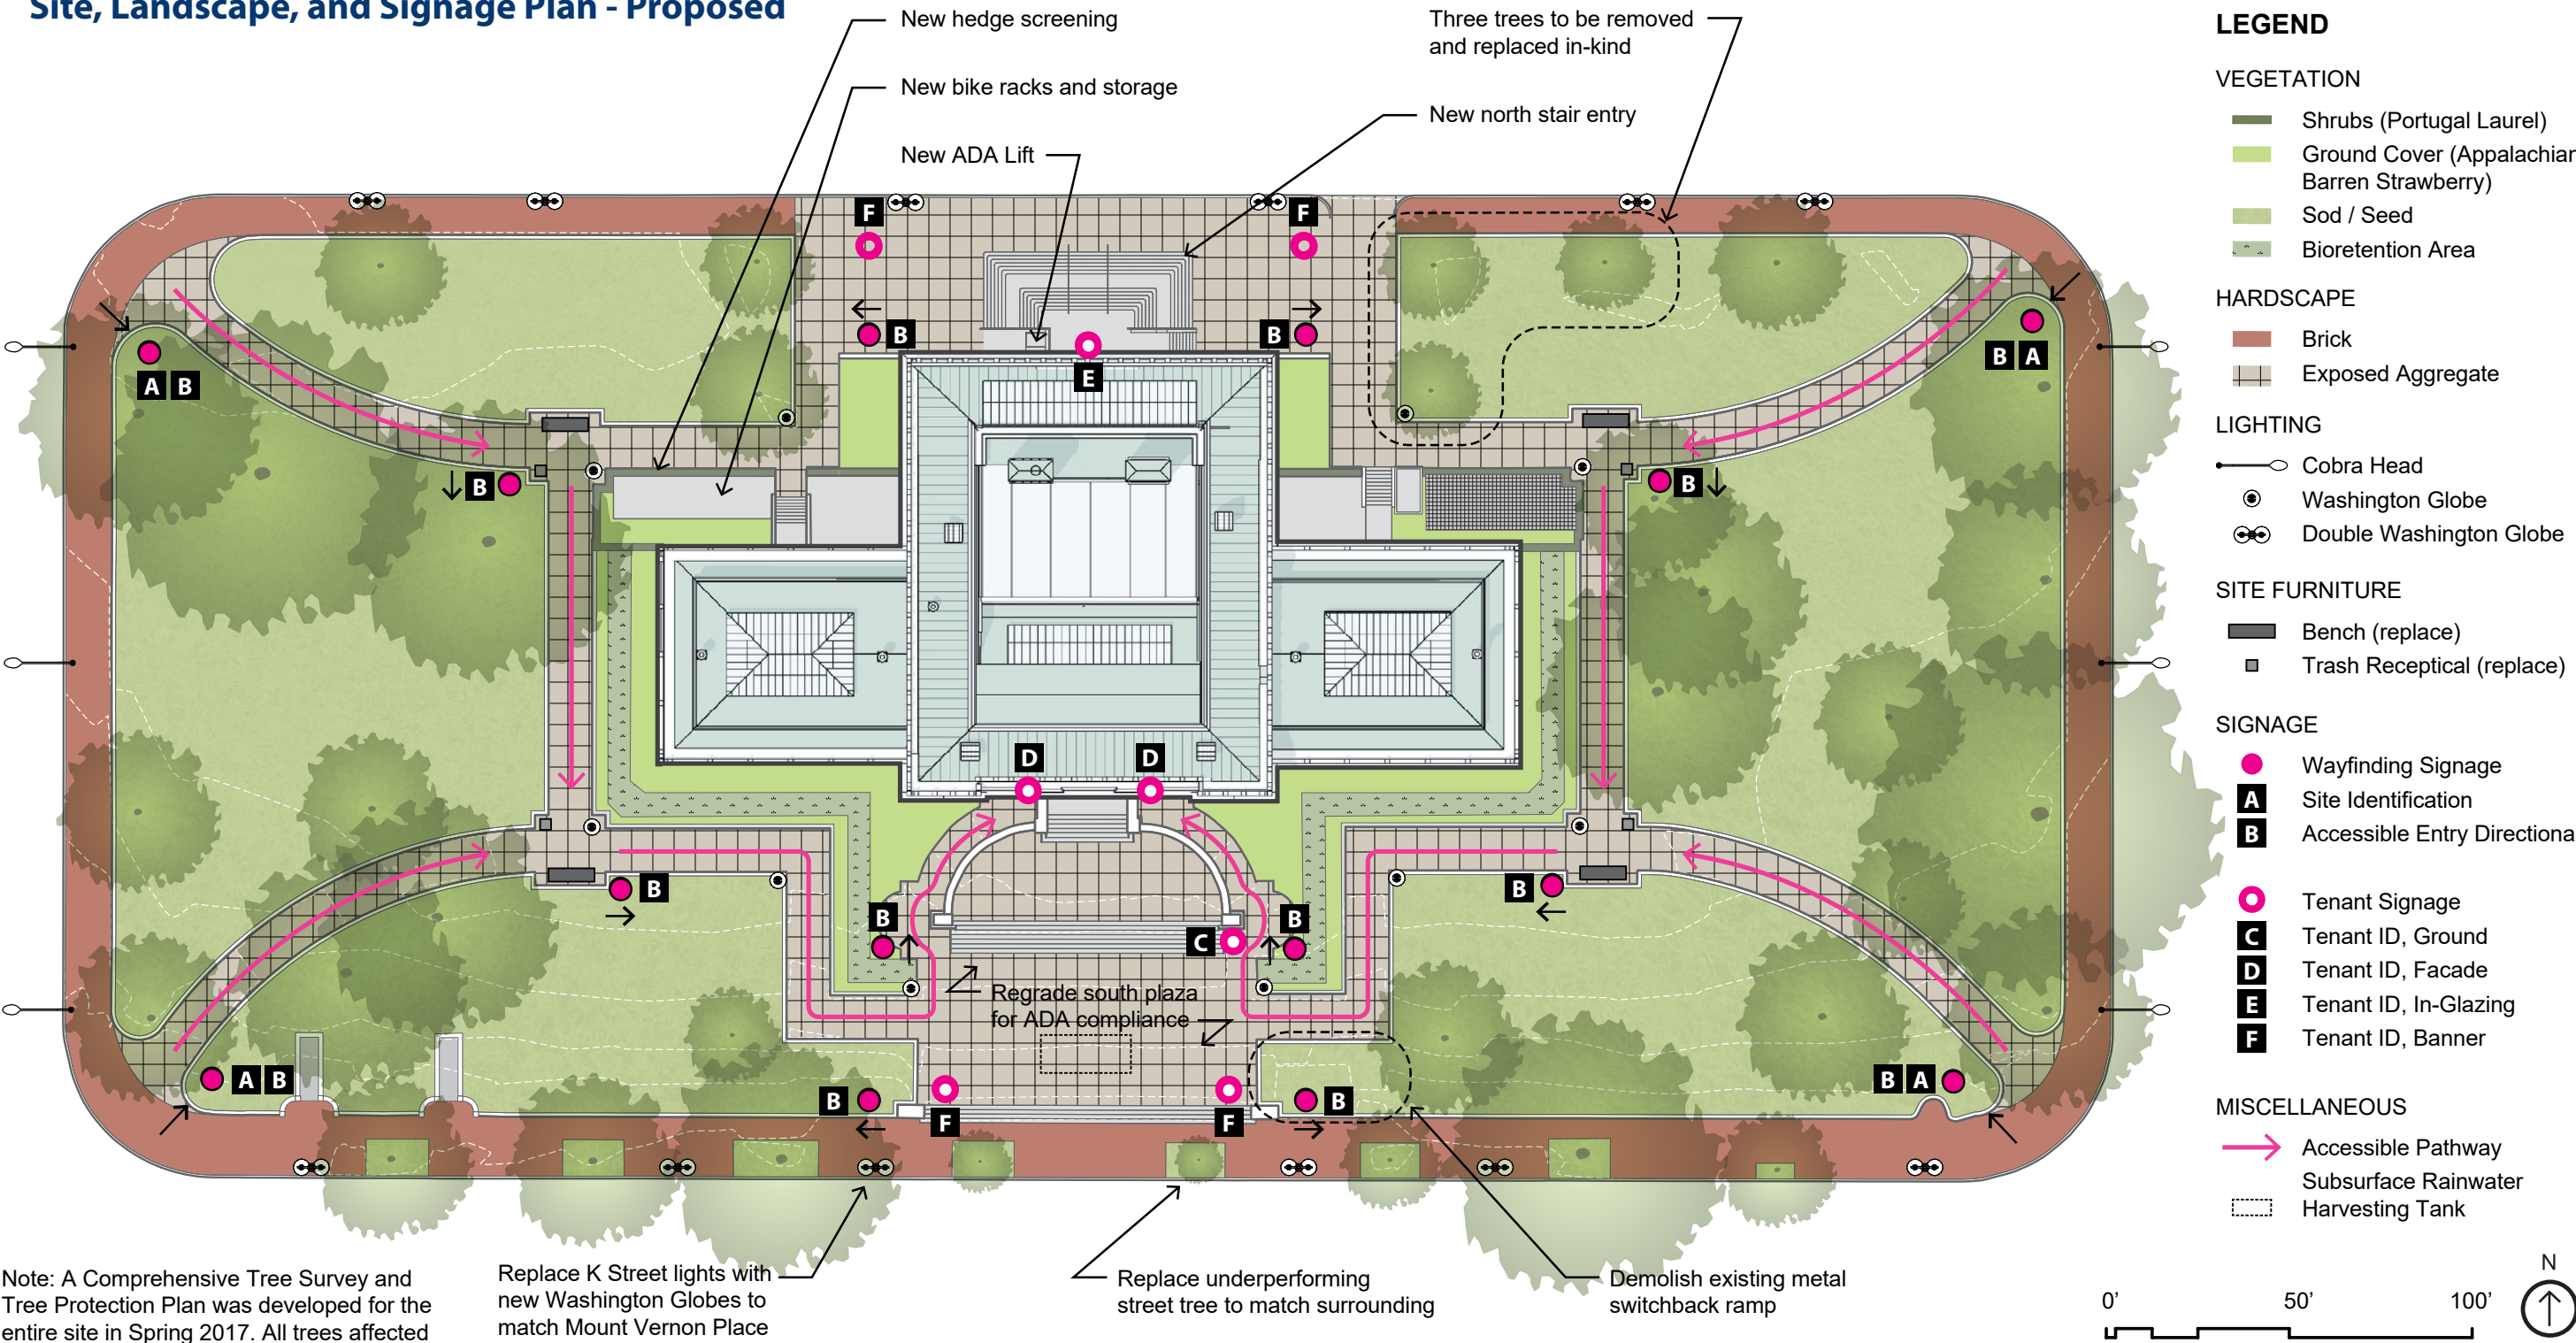 Site, Landscape, and Signage Plan - Proposed
New hedge screening
New bike racks and storage
New ADA Lift
Three trees to be removed
and replaced in-kind
New north stair entry
F
F
B
B
E
A B
B A
B
B
D
D
B
B
B
B
C
Regrade south plaza
for ADA compliance
A B
B
F
F
B
B A
Note: A Comprehensive Tree Survey and
Tree Protection Plan was developed for the
entire site in Spring 2017. All trees affected
Replace K Street lights with
new Washington Globes to
match Mount Vernon Place
Replace underperforming
street tree to match surrounding
Demolish existing metal
switchback ramp
LEGEND
VEGETATION
Shrubs (Portugal Laurel)
Ground Cover (Appalachian
Barren Strawberry)
Sod / Seed
Bioretention Area
HARDSCAPE
Brick
Exposed Aggregate
LIGHTING
Cobra Head
Washington Globe
Double Washington Globe
SITE FURNITURE
Bench (replace)
Trash Receptical (replace)
SIGNAGE
Wayfinding Signage
A Site Identification
B Accessible Entry Directiona
Tenant Signage
C Tenant ID, Ground
D Tenant ID, Facade
E Tenant ID, In-Glazing
F Tenant ID, Banner
MISCELLANEOUS
Accessible Pathway
Subsurface Rainwater
Harvesting Tank
0' 50' 100'
N